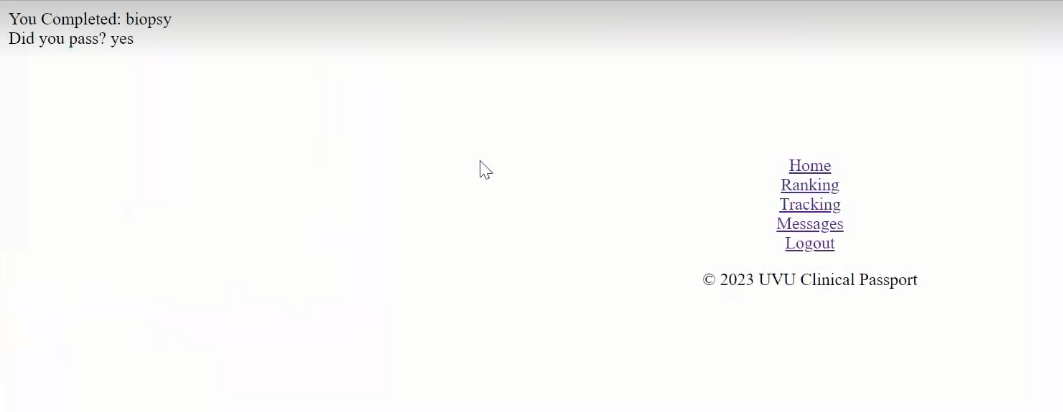 You Completed: biopsy
Did you pass? yes
Home
Ranking
Tracking
Messages
Logout
© 2023 UVU Clinical Passport